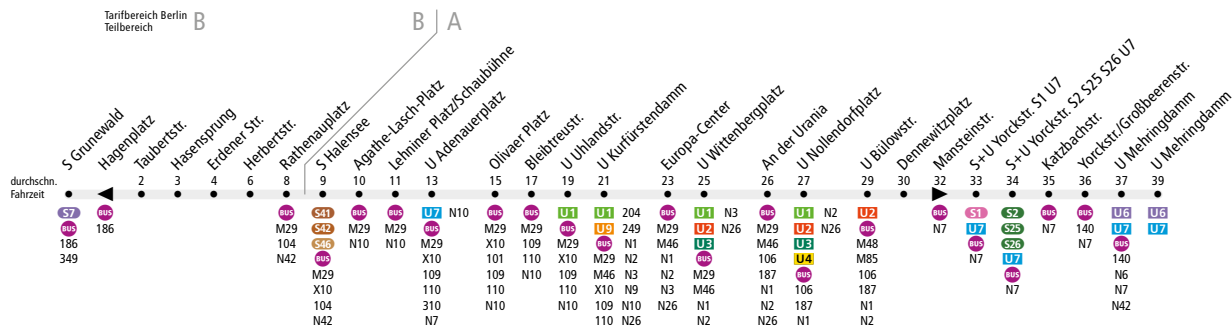 Tarifbereich Berlin
Teilbereich
B
B
A
S Grunewald
Hagenplatz
Taubertstr.
Hasensprung
Erdener Str.
Herbertstr.
Rathenauplatz
S Halensee
Agathe-Lasch-Platz
Lehniner Platz/Schaubühne
U Adenauerplatz
Olivaer Platz
Bleibtreustr.
U Uhlandstr.
U Kurfürstendamm
Europa-Center
U Wittenbergplatz
An der Urania
U Nollendorfplatz
U Bülowstr.
Dennewitzplatz
Mansteinstr.
S+U Yorckstr. S1 U7
S+U Yorckstr. S2 S25 S26 U7
Katzbachstr.
Yorckstr./Großbeerenstr.
U Mehringdamm
U Mehringdamm
durchschn.
Fahrzeit
2 3 4 6 8 9 10 11 13 15 17 19 21 23 25 26 27 29 30 32 33 34 35 36 37 39
S7
BUS
186
349
BUS
186
BUS
M29
104
N42
S41
S42
S46
BUS
M29
X10
104
N42
BUS
M29
N10
BUS
M29
N10
U7 N10
BUS
M29
X10
109
110
310
N7
BUS
M29
X10
101
109
110
N10
BUS
M29
109
110
N10
U1
BUS
M29
X10
109
110
N10
U1 204
U9 249
BUS N1
M29 N2
M46 N3
X10 N9
109 N10
110 N26
BUS
M29
M46
N1
N2
N3
N26
U1 N3
U2 N26
U3
BUS
M29
M46
N1
N2
BUS
M29
M46
106
187
N1
N2
N26
U1 N2
U2 N26
U3
U4
BUS
106
187
N1
U2
BUS
M48
M85
106
187
N1
N2
BUS
N7
S1
U7
BUS
N7
S2
S25
S26
U7
BUS
N7
BUS
N7
BUS
140
N7
U6
U7
BUS
140
N6
N7
N42
U6
U7